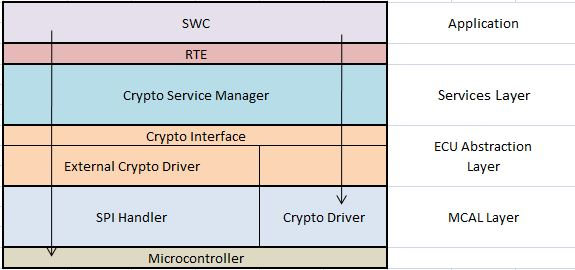 SWC
Application
RTE
Crypto Service Manager
Services Layer
Crypto Interface
External Crypto Driver
ECU Abstraction
Layer
SPI Handler
Crypto Driver
MCAL Layer
Microcontroller